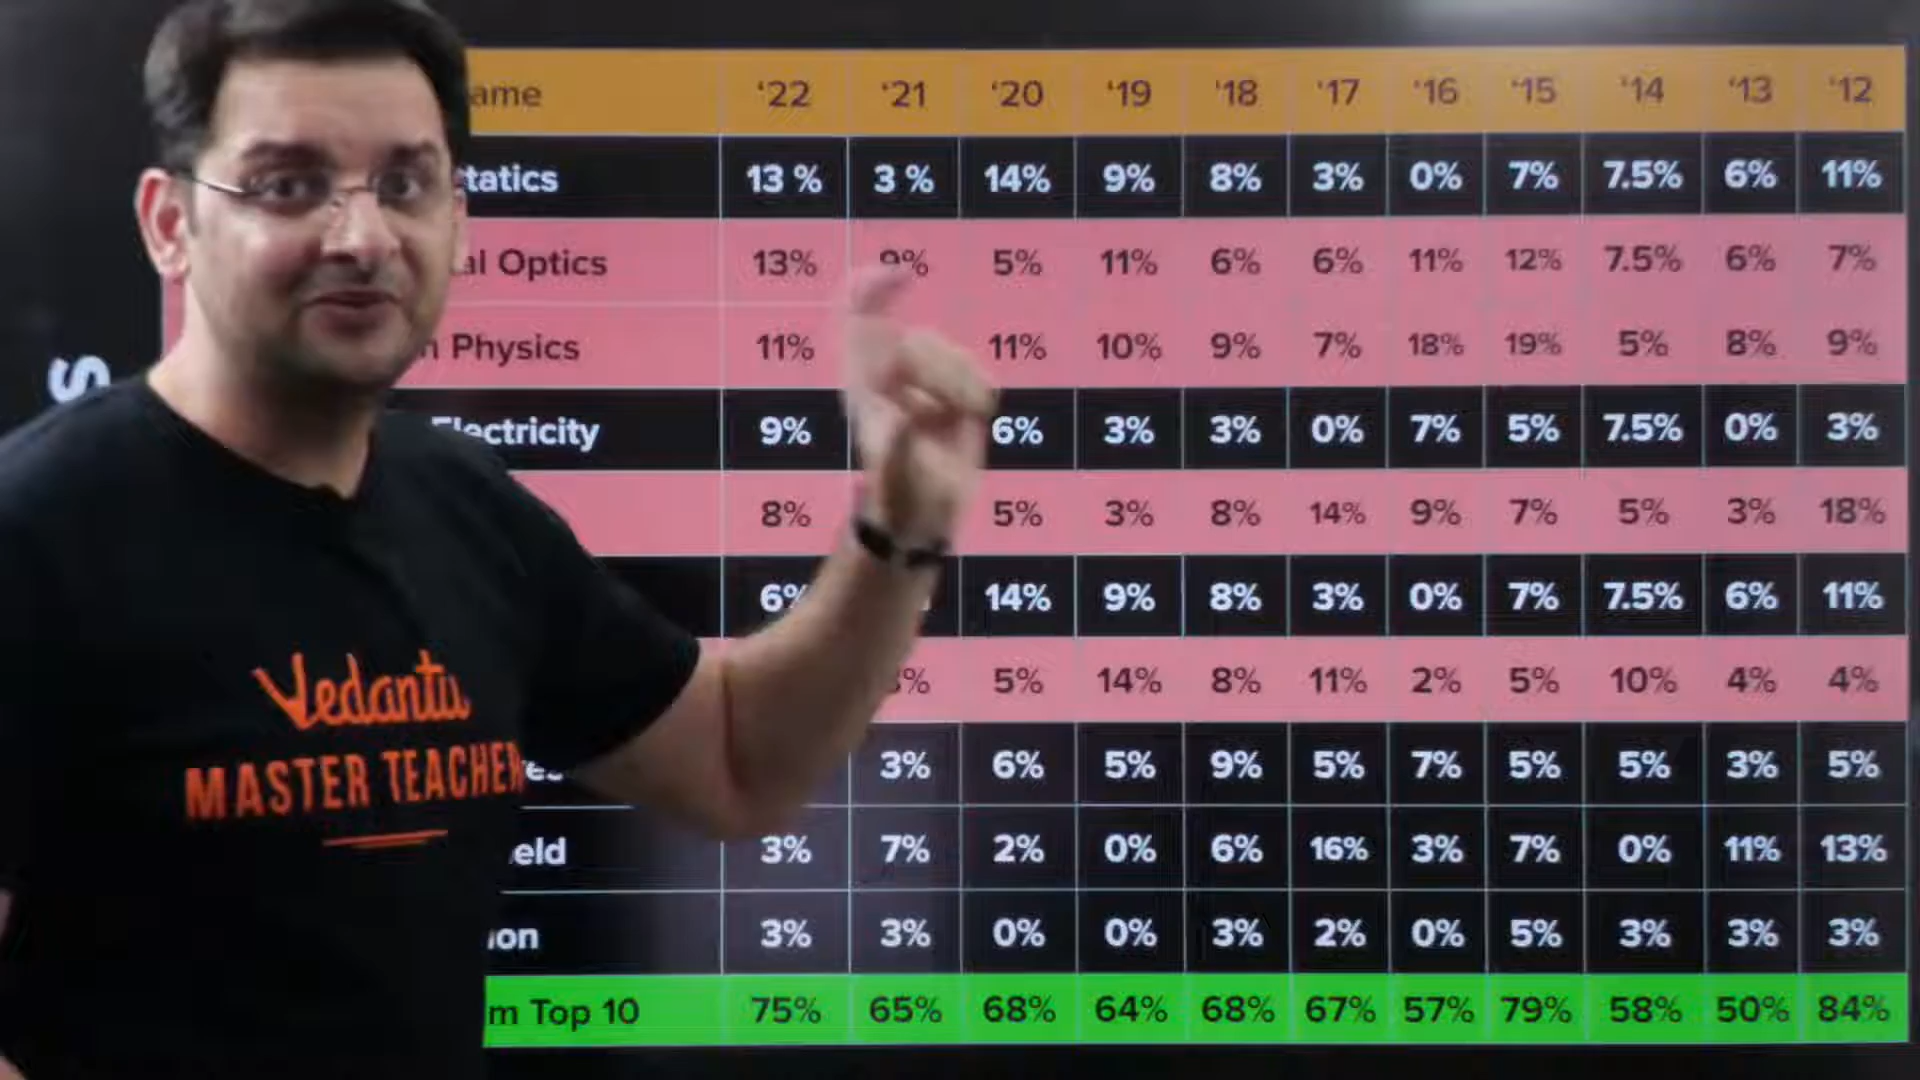 ame '22 '21 '20 '19 '18 '17 '16 '15 '14 '13 '12
tatics 13 % 3 % 14% 9% 8% 3% 0% 7% 7.5% 6% 11%
al Optics 13% 9% 5% 11% 6% 6% 11% 12% 7.5% 6% 7%
Physics 11% 11% 10% 9% 7% 18% 19% 5% 8% 9%
Electricity 9% 6% 3% 3% 0% 7% 5% 7.5% 0% 3%
8% 5% 3% 8% 14% 9% 7% 5% 3% 18%
6% 14% 9% 8% 3% 0% 7% 7.5% 6% 11%
5% 14% 8% 11% 2% 5% 10% 4% 4%
3% 6% 5% 9% 5% 7% 5% 5% 3% 5%
eld 3% 7% 2% 0% 6% 16% 3% 7% 0% 11% 13%
ion 3% 3% 0% 0% 3% 2% 0% 5% 3% 3% 3%
m Top 10 75% 65% 68% 64% 68% 67% 57% 79% 58% 50% 84%
S
Vedantu
MASTER TEACHER